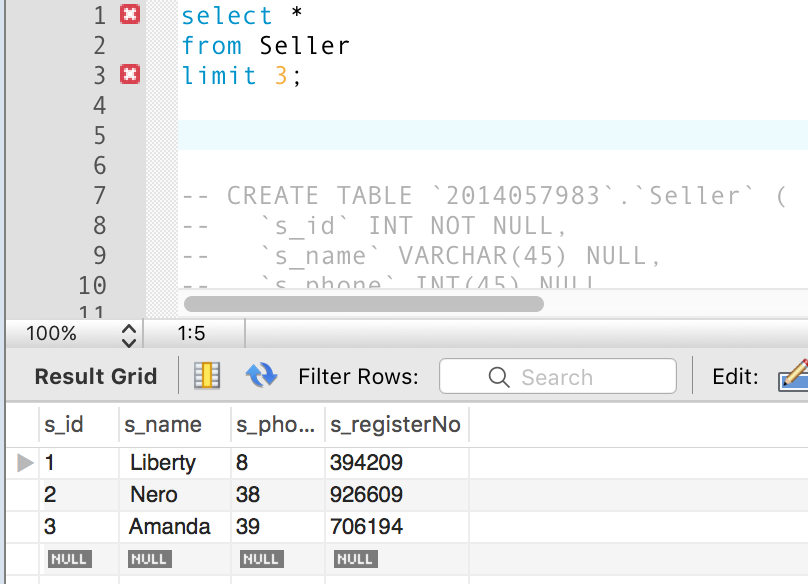 1 select *
2 from Seller
3 limit 3;
4
5
6
7 -- CREATE TABLE `2014057983`.`Seller` (
8 --   `s_id` INT NOT NULL,
9 --   `s_name` VARCHAR(45) NULL,
10 --   `s_phone` INT(45) NULL
11
100% 1:5
Result Grid Filter Rows: Search Edit:
s_id s_name s_pho... s_registerNo
1 Liberty 8 394209
2 Nero 38 926609
3 Amanda 39 706194
NULL NULL NULL NULL